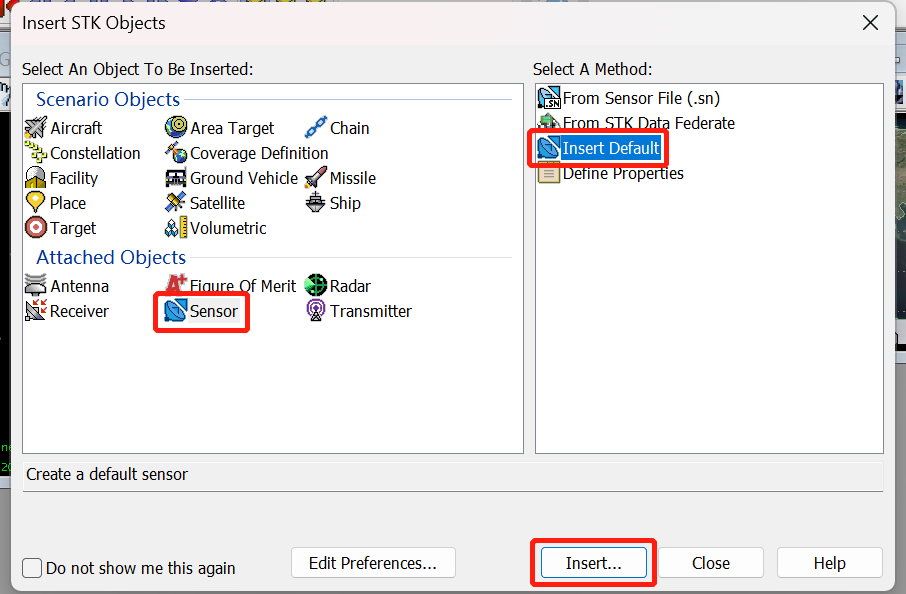 Insert STK Objects
Select An Object To Be Inserted:
Scenario Objects
Aircraft Area Target Chain
Constellation Coverage Definition
Facility Ground Vehicle Missile
Place Satellite Ship
Target Volumetric
Attached Objects
Antenna Figure Of Merit Radar
Receiver Sensor Transmitter
Select A Method:
.SN From Sensor File (.sn)
From STK Data Federate
Insert Default
Define Properties
Create a default sensor
Do not show me this again
Edit Preferences...
Insert...
Close
Help